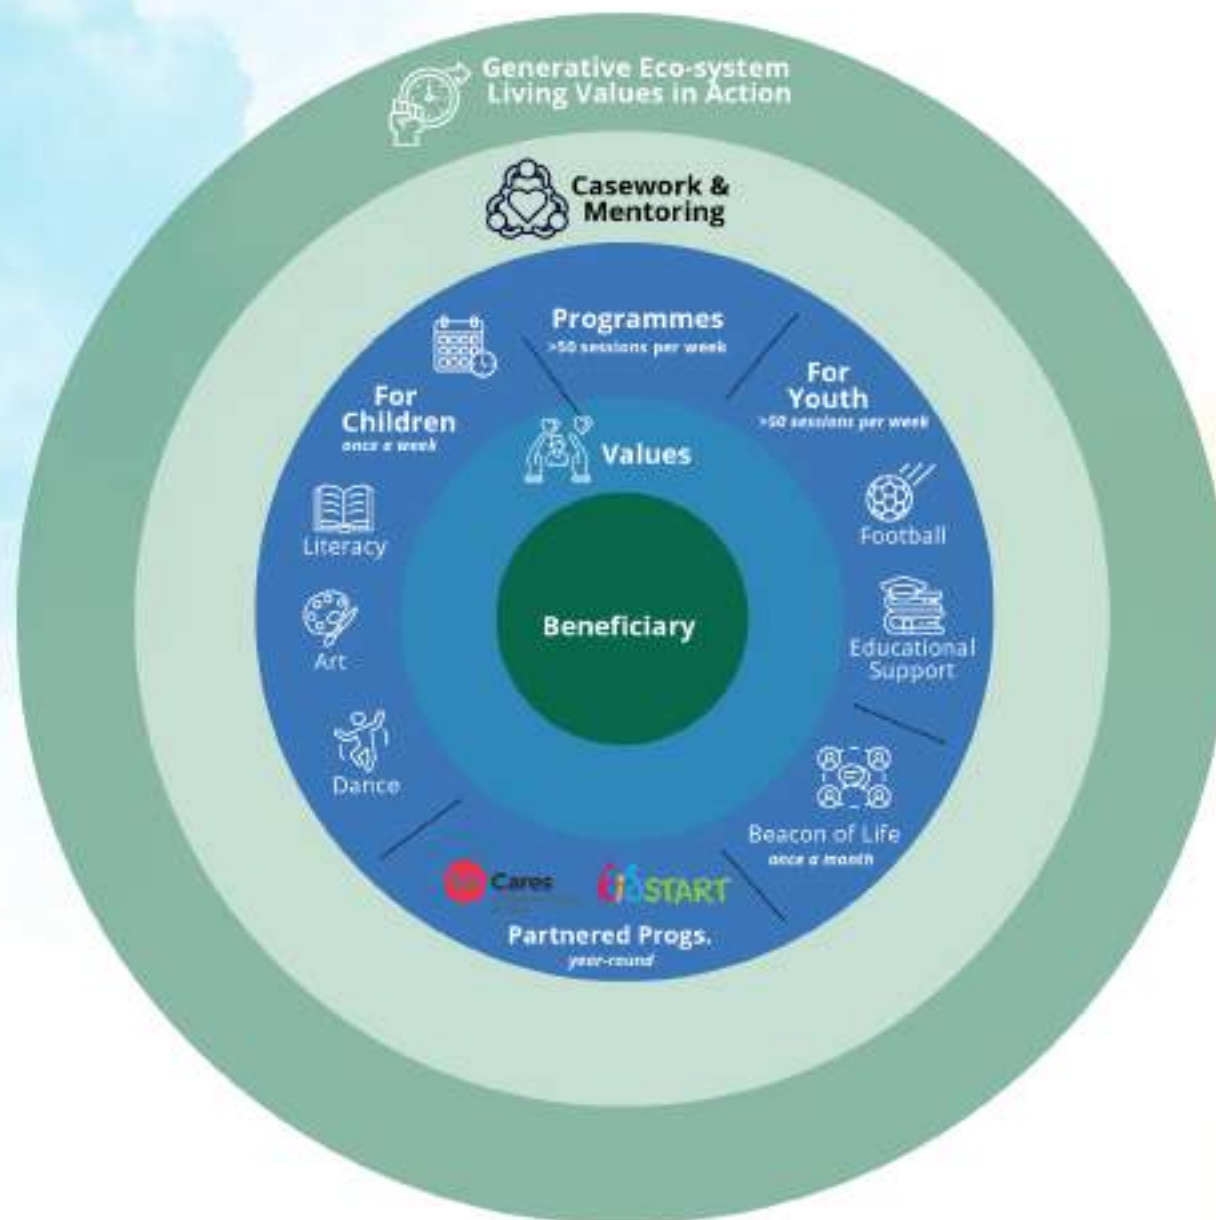 Generative Eco-system
Living Values in Action
Casework &
Mentoring
Programmes
>50 sessions per week
For
Children
once a week
Literacy
Art
Dance
For
Youth
>50 sessions per week
Football
Educational
Support
Beacon of Life
once a month
Cares
KidSTART
Partnered Progs.
year-round
Values
Beneficiary